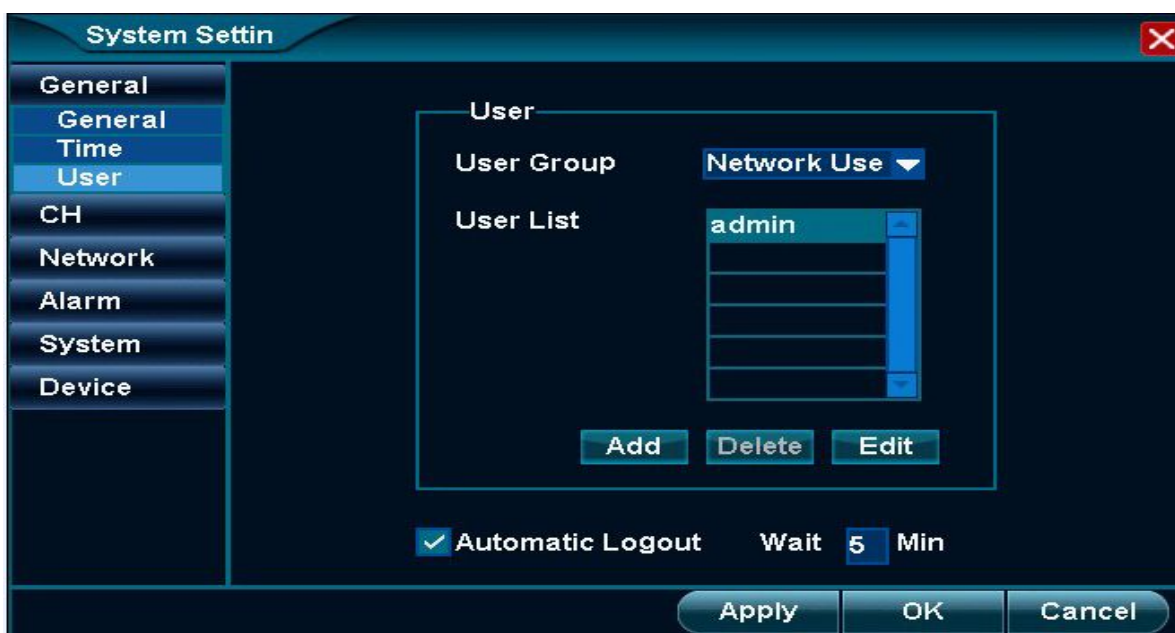 System Settin
General
General
Time
User
CH
Network
Alarm
System
Device
User
User Group Network Use
User List admin
Add Delete Edit
Automatic Logout Wait 5 Min
Apply OK Cancel